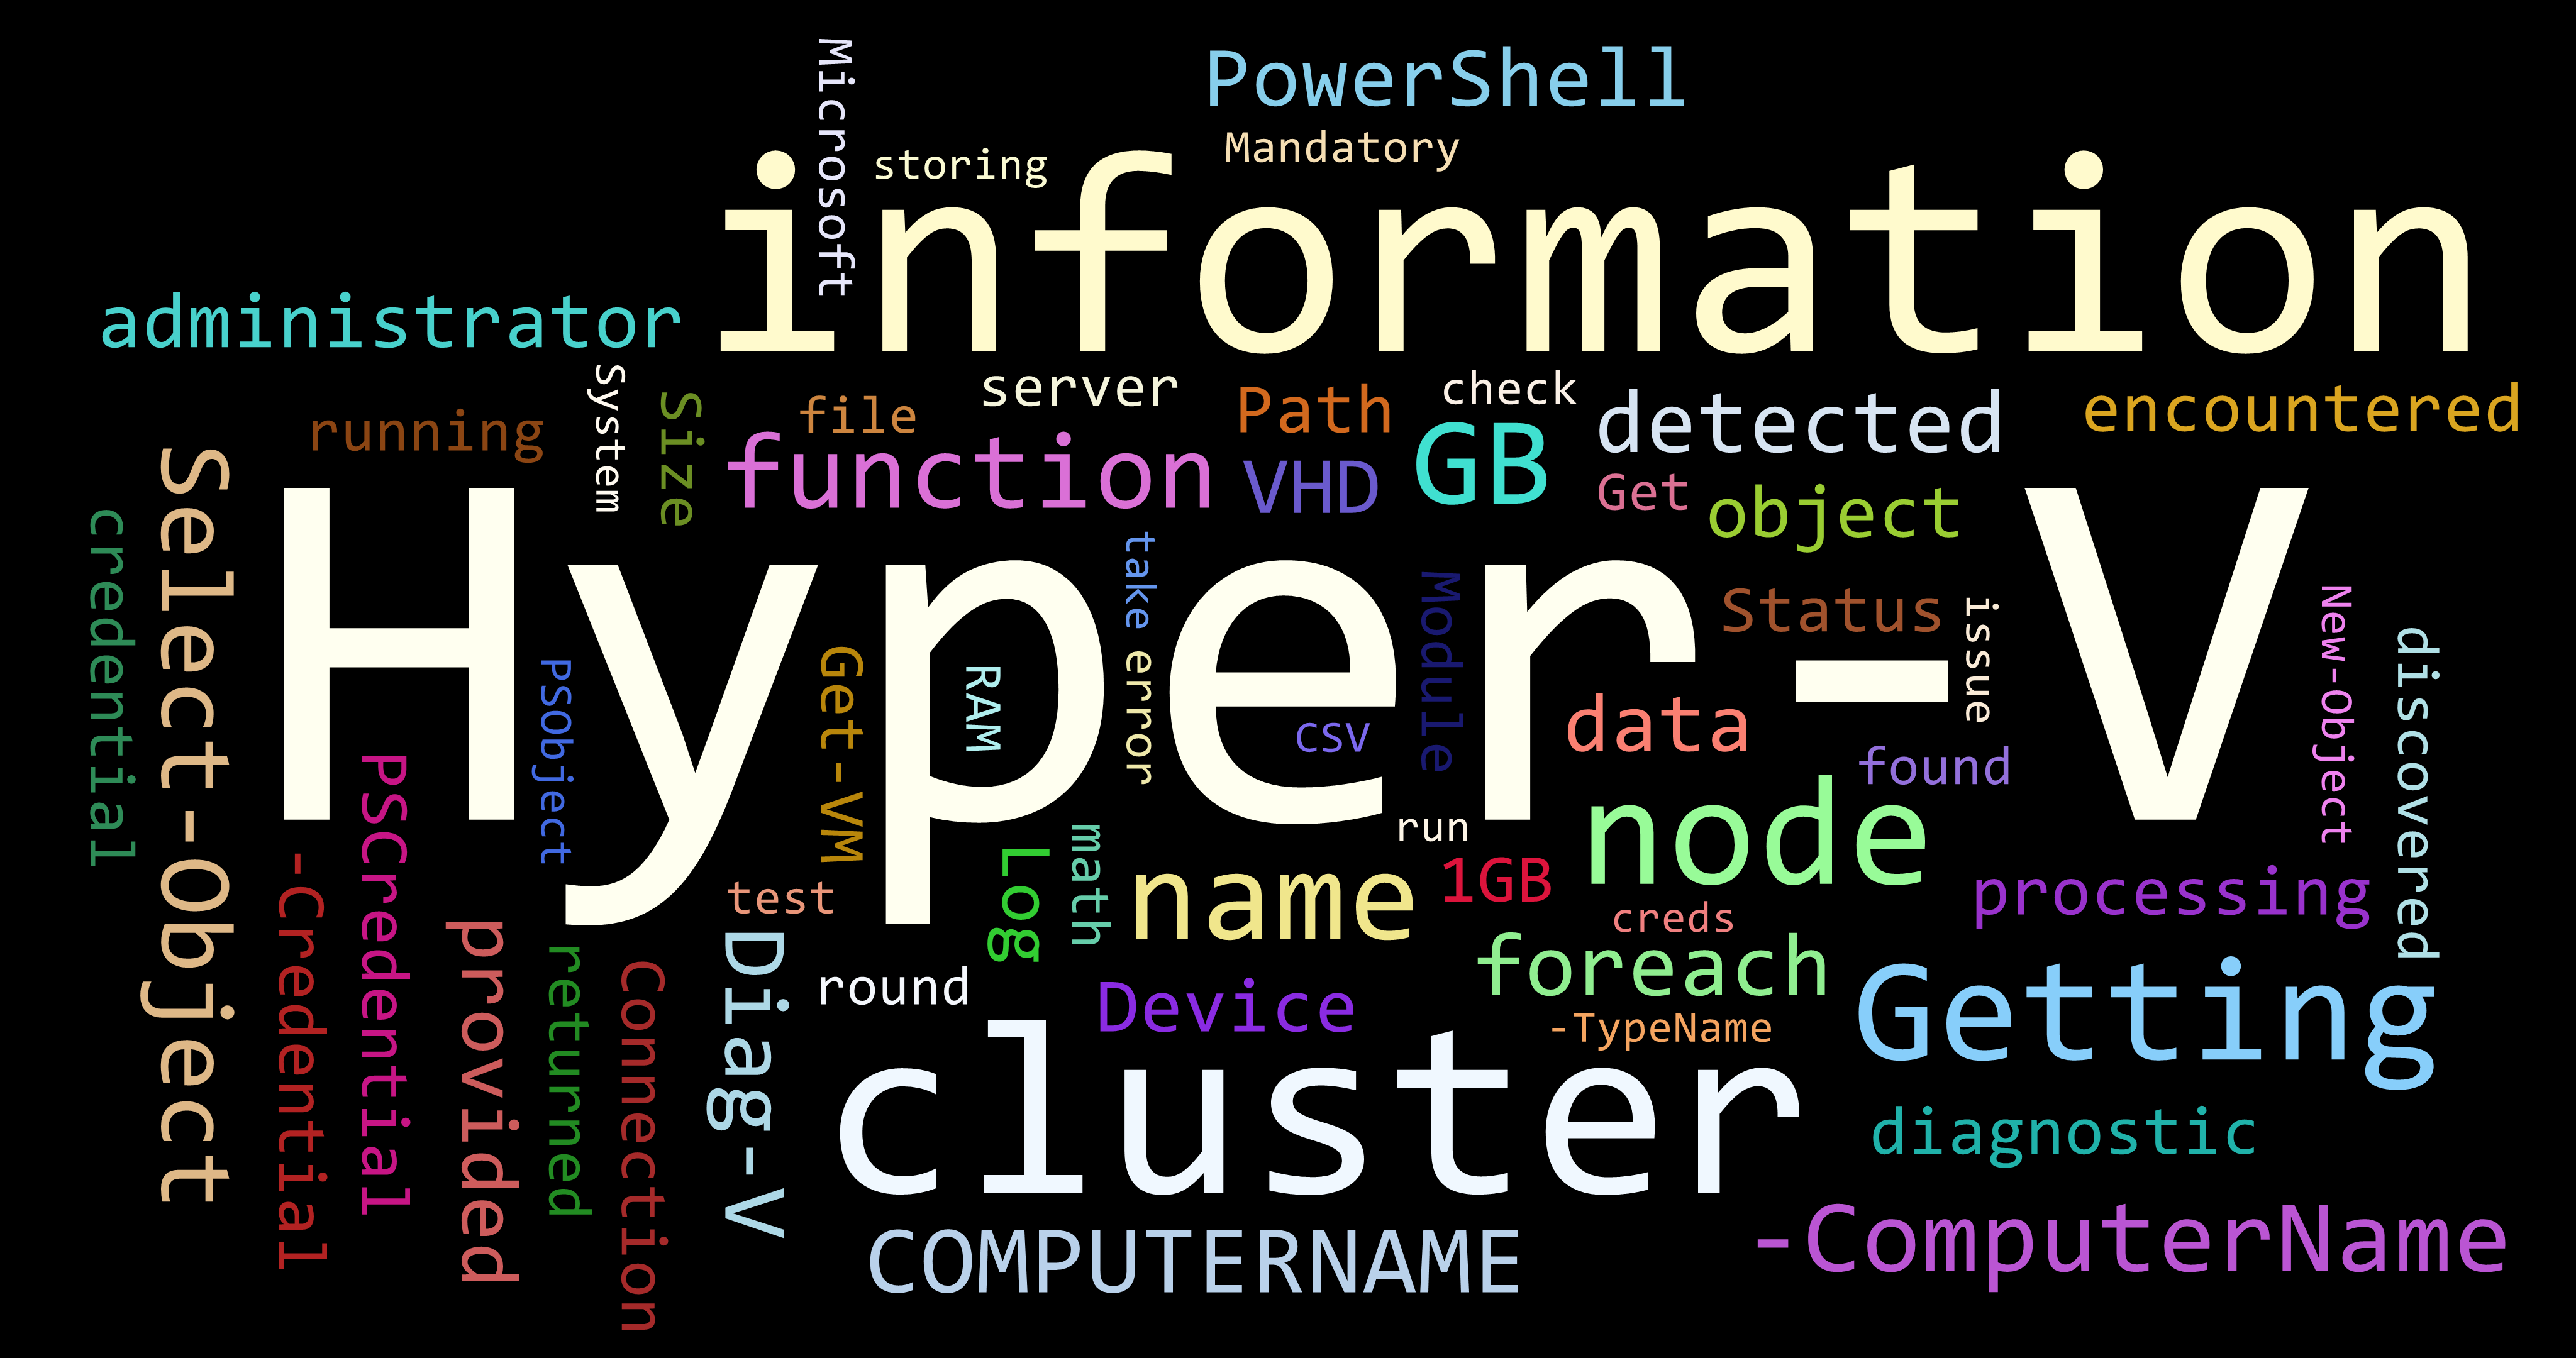 Microsoft
PowerShell
Mandatory
storing
information
administrator
System
Size
file
server
Path
check
detected
encountered
running
function
VHD
GB
Get
object
credential
Select-Object
Hyper-V
take
error
Module
Status
issue
New-Object
discovered
PSObject
Get-VM
RAM
csv
data
found
PSCredential
-Credential
run
node
math
Log
name
1GB
creds
processing
test
provided
returned
Connection
Diag-V
round
Device
foreach
-TypeName
Getting
cluster
diagnostic
COMPUTERNAME
-ComputerName